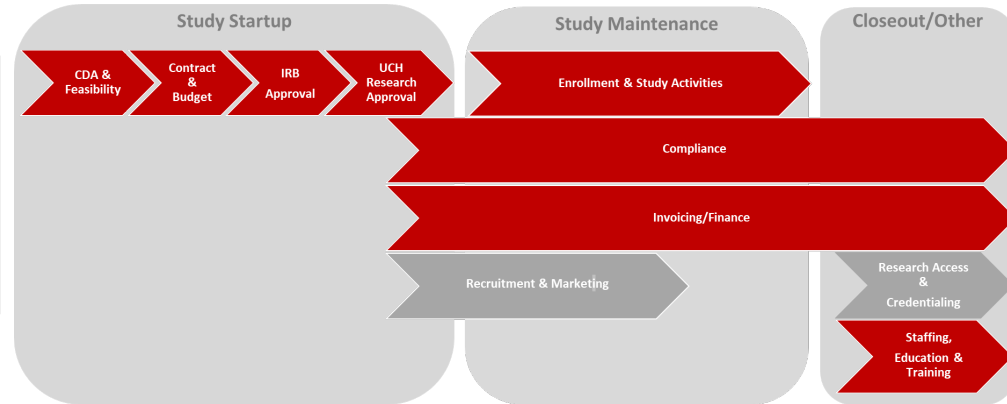 Study Startup
Study Maintenance
Closeout/Other
CDA &
Feasibility
Contract
&
Budget
IRB
Approval
UCH
Research
Approval
Enrollment & Study Activities
Compliance
Invoicing/Finance
Recruitment & Marketing
Research Access
&
Credentialing
Staffing,
Education &
Training